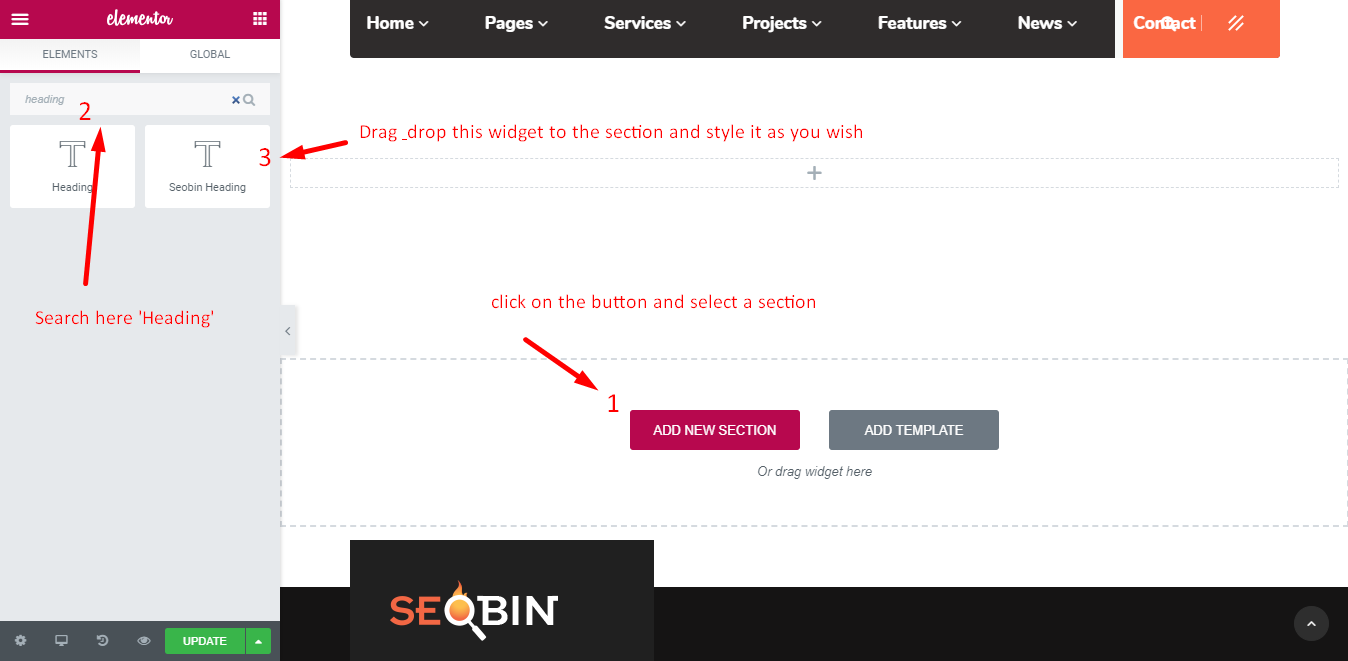 elementor
Home Pages Services Projects Features News Contact
ELEMENTS GLOBAL
heading
2
Drag _drop this widget to the section and style it as you wish
3
Heading Seobin Heading
click on the button and select a section
Search here 'Heading'
1
ADD NEW SECTION ADD TEMPLATE
Or drag widget here
SEOBIN
UPDATE